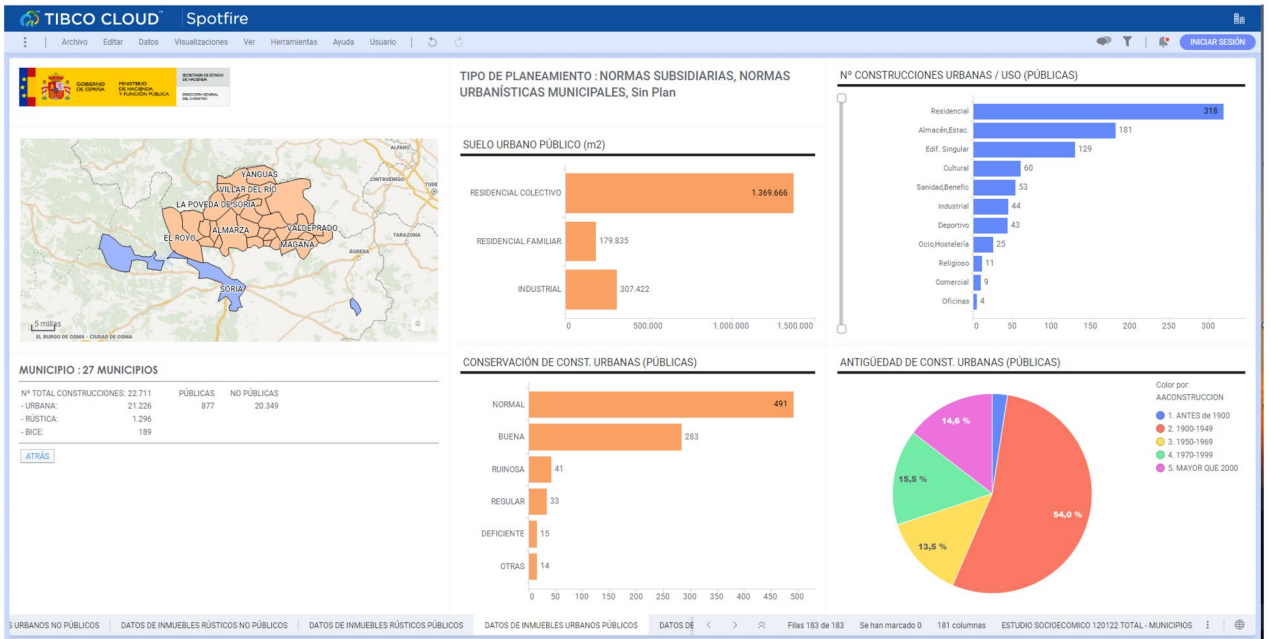 TIBCO CLOUD™ Spotfire
Archivo Editar Datos Visualizaciones Ver Herramientas Ayuda Usuario
INICIAR SESIÓN
GOBIERNO DE ESPAÑA
MINISTERIO DE HACIENDA Y FUNCIÓN PÚBLICA
SECRETARÍA DE ESTADO DE HACIENDA
DIRECCIÓN GENERAL DEL CATASTRO
ALFARO
CINTRUÉNIGO
TUDE
YANGUAS
VILLAR DEL RÍO
LA POVEDA DE SORIA
EL ROYO
ALMARZA
VALDEPRADO
MAGAÑA
TARAZONA
ÁGREDA
SORIA
5 millas
EL BURGO DE OSMA - CIUDAD DE OSMA
MUNICIPIO : 27 MUNICIPIOS
Nº TOTAL CONSTRUCCIONES: 22.711 PÚBLICAS NO PÚBLICAS
- URBANA: 21.226 877 20.349
- RÚSTICA: 1.296
- BICE: 189
ATRÁS
TIPO DE PLANEAMIENTO : NORMAS SUBSIDIARIAS, NORMAS
URBANÍSTICAS MUNICIPALES, Sin Plan
SUELO URBANO PÚBLICO (m2)
RESIDENCIAL COLECTIVO 1.369.666
RESIDENCIAL FAMILIAR 179.835
INDUSTRIAL 307.422
0 500.000 1.000.000 1.500.000
CONSERVACIÓN DE CONST. URBANAS (PÚBLICAS)
NORMAL 491
BUENA 283
RUINOSA 41
REGULAR 33
DEFICIENTE 15
OTRAS 14
0 50 100 150 200 250 300 350 400 450 500
Nº CONSTRUCCIONES URBANAS / USO (PÚBLICAS)
Residencial 318
Almacén,Estac. 181
Edif. Singular 129
Cultural 60
Sanidad,Benefic 53
Industrial 44
Deportivo 43
Ocio,Hostelería 25
Religioso 11
Comercial 9
Oficinas 4
0 50 100 150 200 250 300
ANTIGÜEDAD DE CONST. URBANAS (PÚBLICAS)
Color por:
AACONSTRUCCION
1. ANTES de 1900
2. 1900-1949
3. 1950-1969
4. 1970-1999
5. MAYOR QUE 2000
14,6 %
15,5 %
54,0 %
13,5 %
S URBANOS NO PÚBLICOS DATOS DE INMUEBLES RÚSTICOS NO PÚBLICOS DATOS DE INMUEBLES RÚSTICOS PÚBLICOS DATOS DE INMUEBLES URBANOS PÚBLICOS DATOS DE Filas 183 de 183 Se han marcado 0 181 columnas ESTUDIO SOCIOECOMICO 120122 TOTAL - MUNICIPIOS